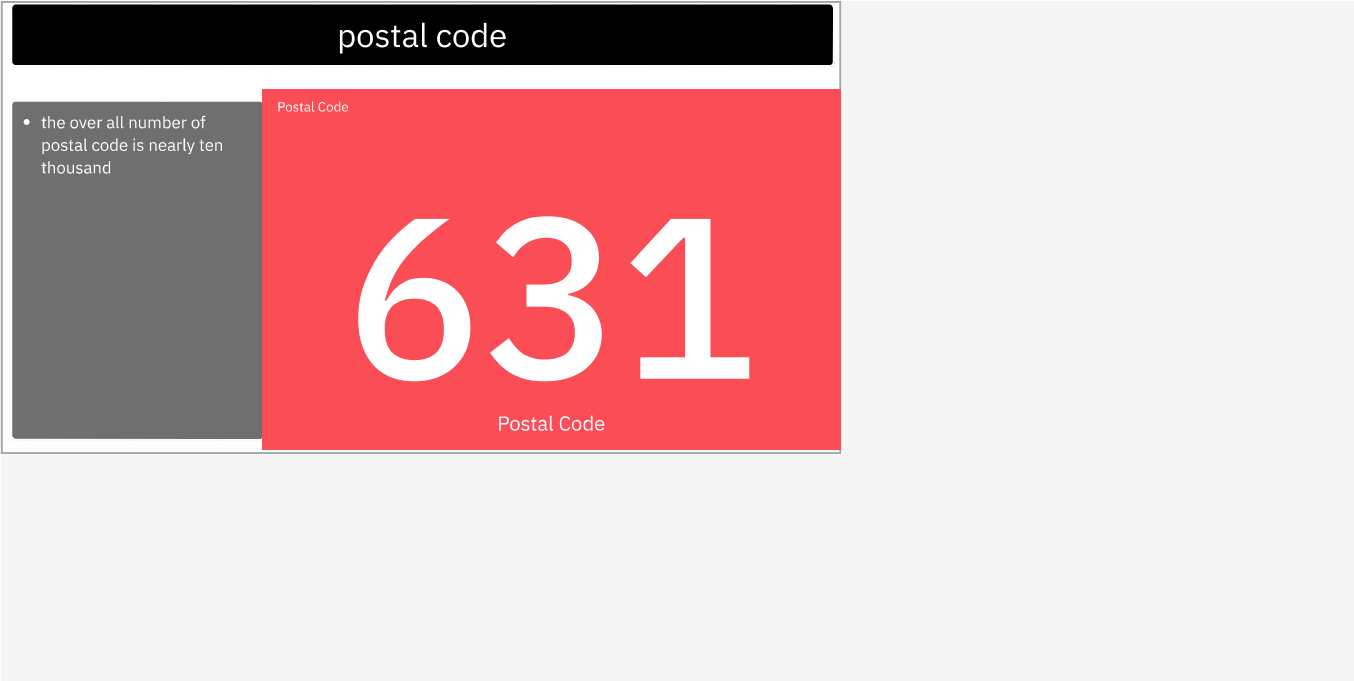 postal code
• the over all number of
postal code is nearly ten
thousand
Postal Code
631
Postal Code